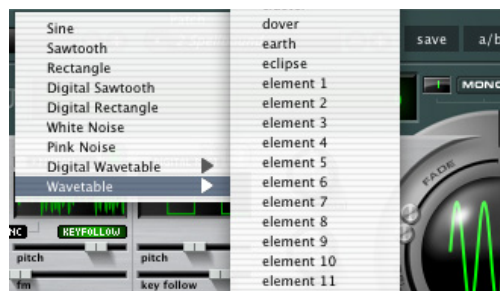 Sine
Sawtooth
Rectangle
Digital Sawtooth
Digital Rectangle
White Noise
Pink Noise
Digital Wavetable
Wavetable
dover
earth
eclipse
element 1
element 2
element 3
element 4
element 5
element 6
element 7
element 8
element 9
element 10
element 11
save
a/b
MONO
FADE
NC
KEYFOLLOW
pitch
pitch
fm
key follow